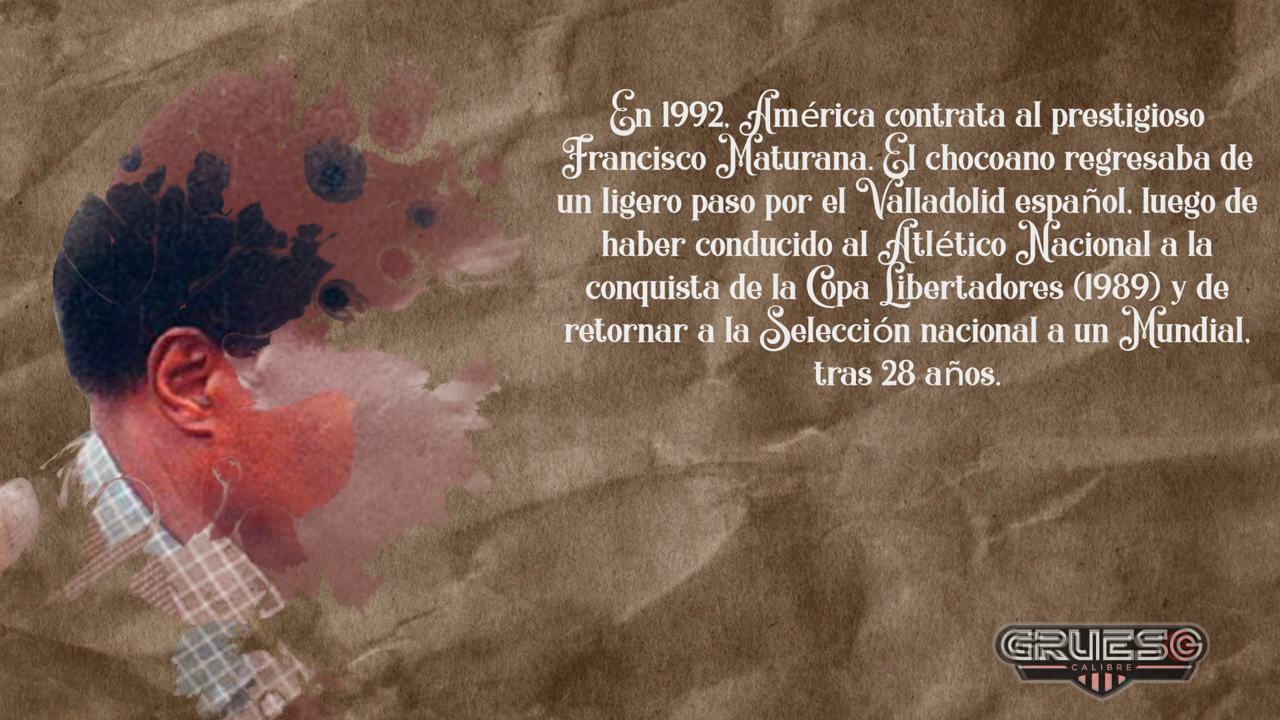 En 1992, América contrata al prestigioso
Francisco Maturana. El chocoano regresaba de
un ligero paso por el Valladolid español, luego de
haber conducido al Atlético Nacional a la
conquista de la Copa Libertadores (1989) y de
retornar a la Selección nacional a un Mundial,
tras 28 años.
GRUESO
CALIBRE